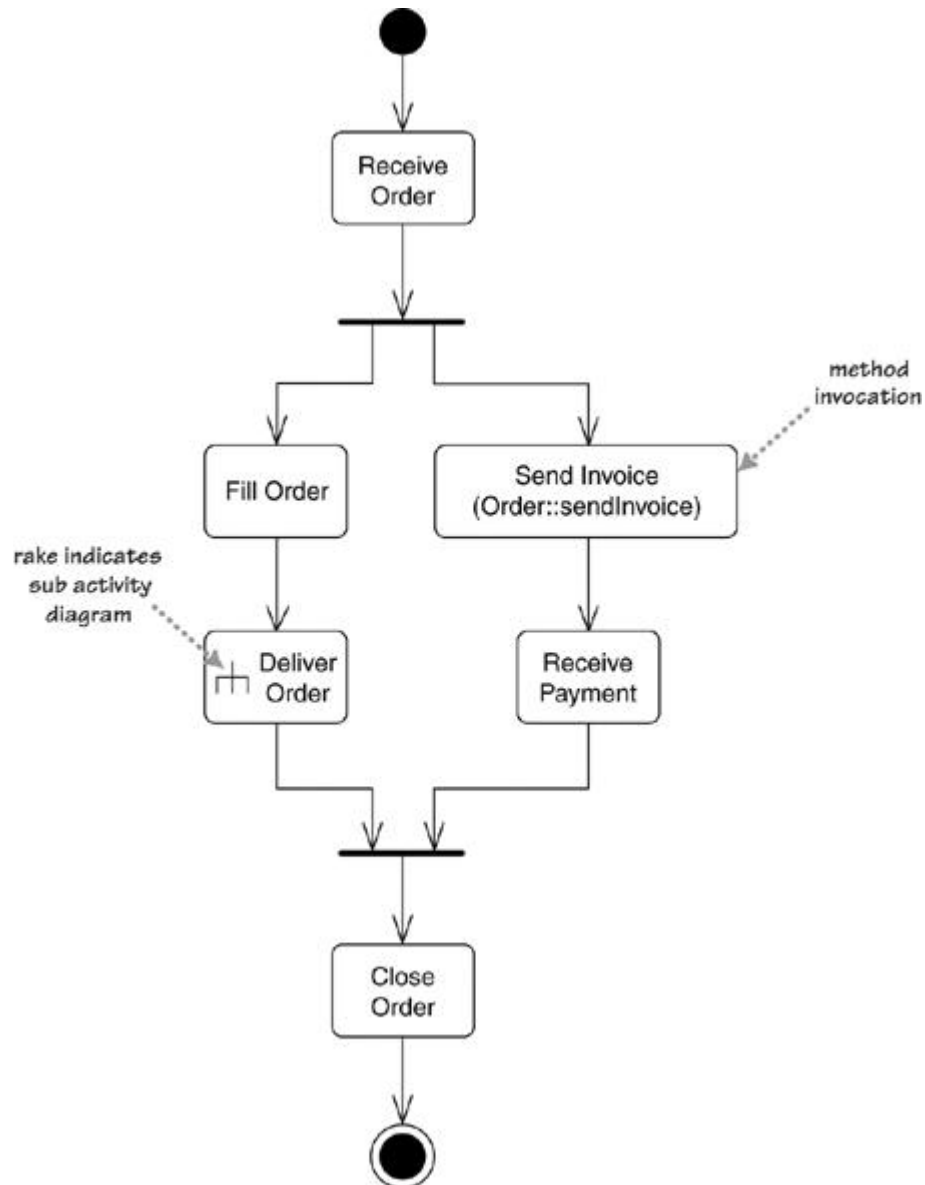 Receive
Order
method
invocation
Fill Order
Send Invoice
(Order::sendInvoice)
rake indicates
sub activity
diagram
Deliver
Order
Receive
Payment
Close
Order